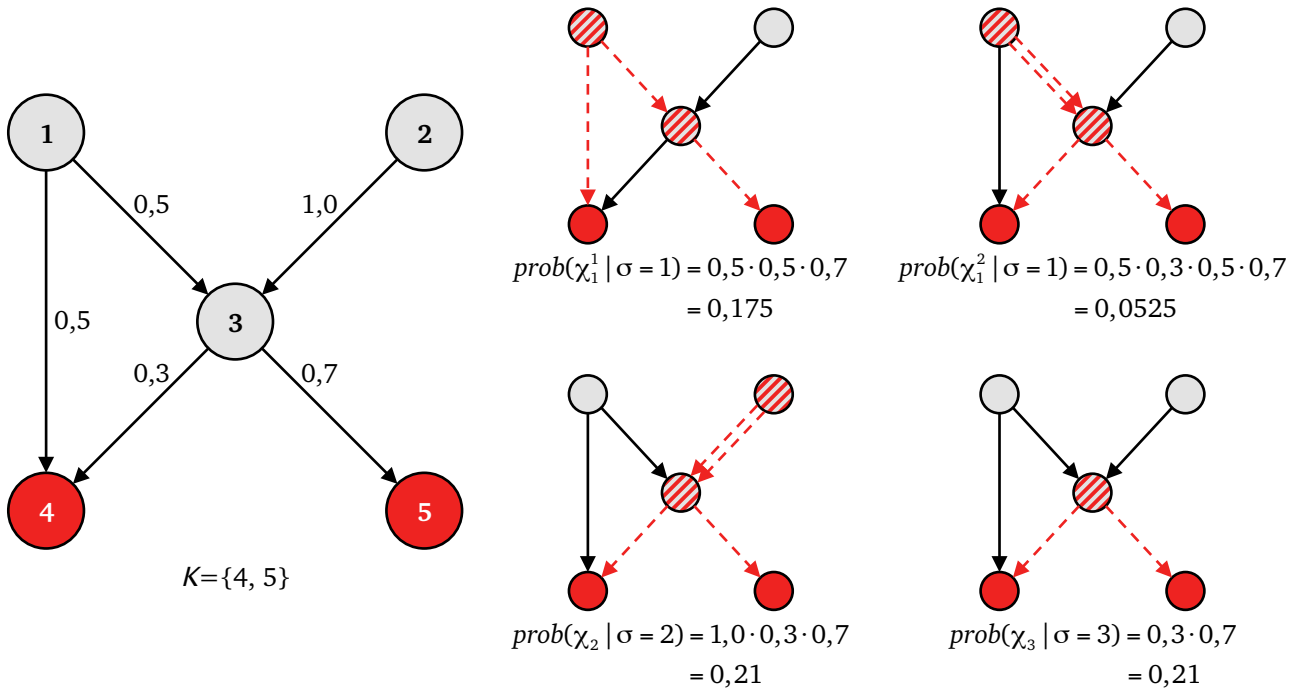 1
2
0,5
1,0
0,5
3
0,3
0,7
4
5
K={4, 5}
prob(χ₁¹ | σ = 1) = 0,5 · 0,5 · 0,7
= 0,175
prob(χ₁² | σ = 1) = 0,5 · 0,3 · 0,5 · 0,7
= 0,0525
prob(χ₂ | σ = 2) = 1,0 · 0,3 · 0,7
= 0,21
prob(χ₃ | σ = 3) = 0,3 · 0,7
= 0,21